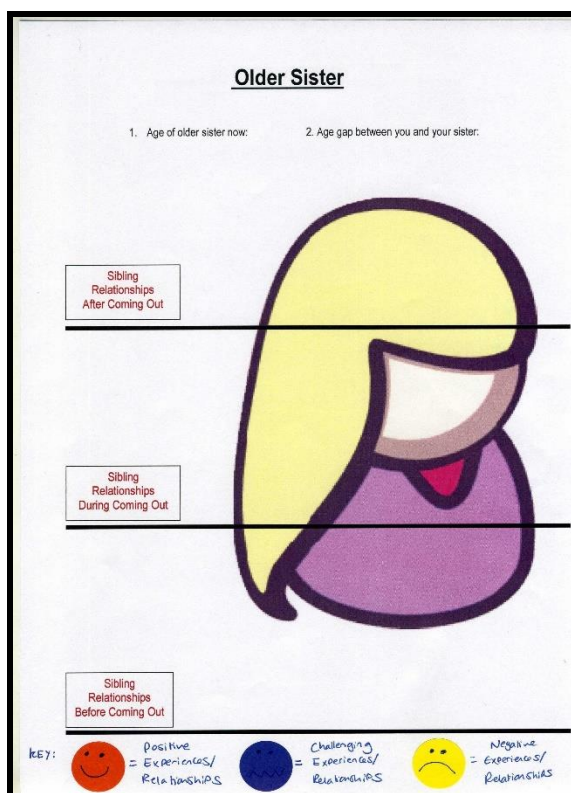 Older Sister
1. Age of older sister now: 2. Age gap between you and your sister:
Sibling
Relationships
After Coming Out
Sibling
Relationships
During Coming Out
Sibling
Relationships
Before Coming Out
KEY:
Positive
= Experiences/
Relationships
Challenging
= Experiences/
Relationships
Negative
= Experiences/
Relationships